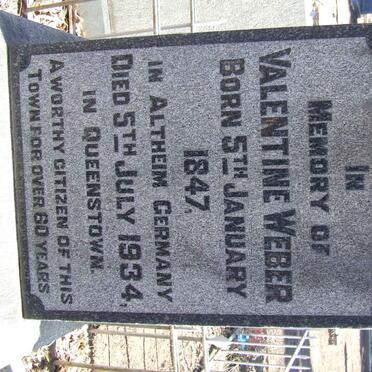 IN
MEMORY OF
VALENTINE WEBER
BORN 5TH JANUARY
1847.
IN ALTHEIM GERMANY
DIED 5TH JULY 1934,
IN QUEENSTOWN.
A WORTHY CITIZEN OF THIS
TOWN FOR OVER 60 YEARS